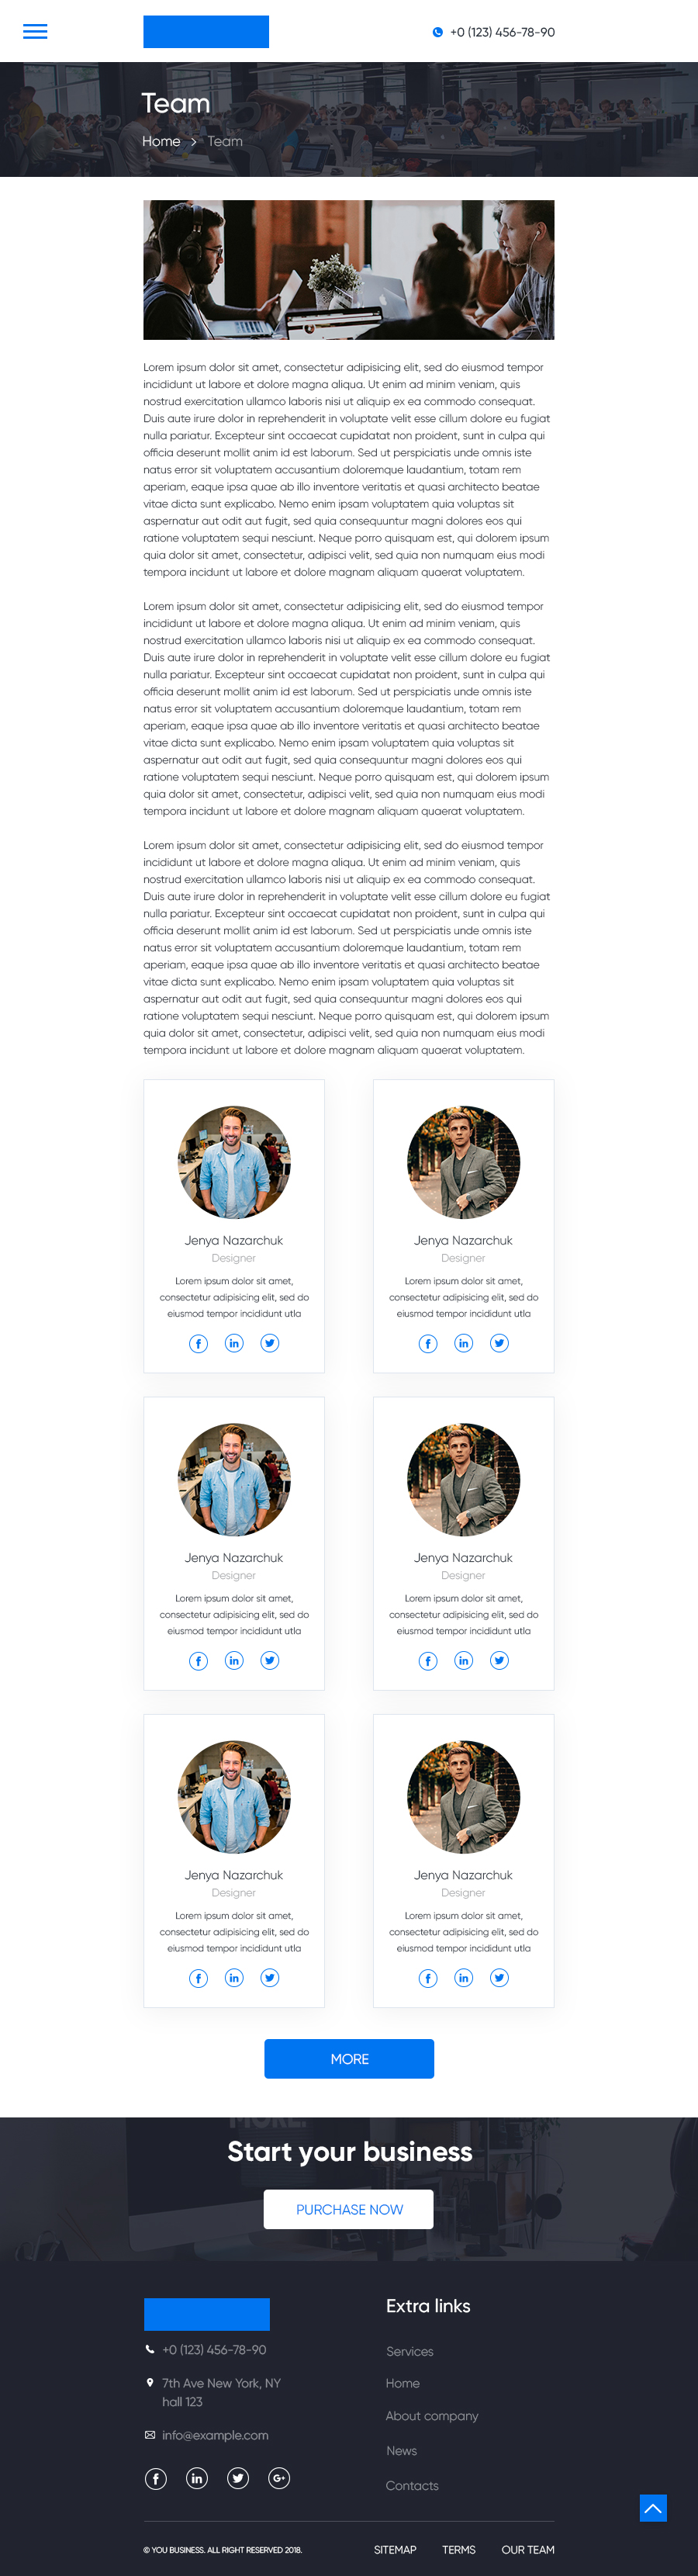 +0 (123) 456-78-90
Team
Home > Team
Lorem ipsum dolor sit amet, consectetur adipisicing elit, sed do eiusmod tempor
incididunt ut labore et dolore magna aliqua. Ut enim ad minim veniam, quis
nostrud exercitation ullamco laboris nisi ut aliquip ex ea commodo consequat.
Duis aute irure dolor in reprehenderit in voluptate velit esse cillum dolore eu fugiat
nulla pariatur. Excepteur sint occaecat cupidatat non proident, sunt in culpa qui
officia deserunt mollit anim id est laborum. Sed ut perspiciatis unde omnis iste
natus error sit voluptatem accusantium doloremque laudantium, totam rem
aperiam, eaque ipsa quae ab illo inventore veritatis et quasi architecto beatae
vitae dicta sunt explicabo. Nemo enim ipsam voluptatem quia voluptas sit
aspernatur aut odit aut fugit, sed quia consequuntur magni dolores eos qui
ratione voluptatem sequi nesciunt. Neque porro quisquam est, qui dolorem ipsum
quia dolor sit amet, consectetur, adipisci velit, sed quia non numquam eius modi
tempora incidunt ut labore et dolore magnam aliquam quaerat voluptatem.
Lorem ipsum dolor sit amet, consectetur adipisicing elit, sed do eiusmod tempor
incididunt ut labore et dolore magna aliqua. Ut enim ad minim veniam, quis
nostrud exercitation ullamco laboris nisi ut aliquip ex ea commodo consequat.
Duis aute irure dolor in reprehenderit in voluptate velit esse cillum dolore eu fugiat
nulla pariatur. Excepteur sint occaecat cupidatat non proident, sunt in culpa qui
officia deserunt mollit anim id est laborum. Sed ut perspiciatis unde omnis iste
natus error sit voluptatem accusantium doloremque laudantium, totam rem
aperiam, eaque ipsa quae ab illo inventore veritatis et quasi architecto beatae
vitae dicta sunt explicabo. Nemo enim ipsam voluptatem quia voluptas sit
aspernatur aut odit aut fugit, sed quia consequuntur magni dolores eos qui
ratione voluptatem sequi nesciunt. Neque porro quisquam est, qui dolorem ipsum
quia dolor sit amet, consectetur, adipisci velit, sed quia non numquam eius modi
tempora incidunt ut labore et dolore magnam aliquam quaerat voluptatem.
Lorem ipsum dolor sit amet, consectetur adipisicing elit, sed do eiusmod tempor
incididunt ut labore et dolore magna aliqua. Ut enim ad minim veniam, quis
nostrud exercitation ullamco laboris nisi ut aliquip ex ea commodo consequat.
Duis aute irure dolor in reprehenderit in voluptate velit esse cillum dolore eu fugiat
nulla pariatur. Excepteur sint occaecat cupidatat non proident, sunt in culpa qui
officia deserunt mollit anim id est laborum. Sed ut perspiciatis unde omnis iste
natus error sit voluptatem accusantium doloremque laudantium, totam rem
aperiam, eaque ipsa quae ab illo inventore veritatis et quasi architecto beatae
vitae dicta sunt explicabo. Nemo enim ipsam voluptatem quia voluptas sit
aspernatur aut odit aut fugit, sed quia consequuntur magni dolores eos qui
ratione voluptatem sequi nesciunt. Neque porro quisquam est, qui dolorem ipsum
quia dolor sit amet, consectetur, adipisci velit, sed quia non numquam eius modi
tempora incidunt ut labore et dolore magnam aliquam quaerat voluptatem.
Jenya Nazarchuk
Designer
Lorem ipsum dolor sit amet,
consectetur adipisicing elit, sed do
eiusmod tempor incididunt utla
Jenya Nazarchuk
Designer
Lorem ipsum dolor sit amet,
consectetur adipisicing elit, sed do
eiusmod tempor incididunt utla
Jenya Nazarchuk
Designer
Lorem ipsum dolor sit amet,
consectetur adipisicing elit, sed do
eiusmod tempor incididunt utla
Jenya Nazarchuk
Designer
Lorem ipsum dolor sit amet,
consectetur adipisicing elit, sed do
eiusmod tempor incididunt utla
Jenya Nazarchuk
Designer
Lorem ipsum dolor sit amet,
consectetur adipisicing elit, sed do
eiusmod tempor incididunt utla
Jenya Nazarchuk
Designer
Lorem ipsum dolor sit amet,
consectetur adipisicing elit, sed do
eiusmod tempor incididunt utla
MORE
MORE.
Start your business
PURCHASE NOW
+0 (123) 456-78-90
7th Ave New York, NY
hall 123
info@example.com
Extra links
Services
Home
About company
News
Contacts
© YOU BUSINESS. ALL RIGHT RESERVED 2018.
SITEMAP TERMS OUR TEAM